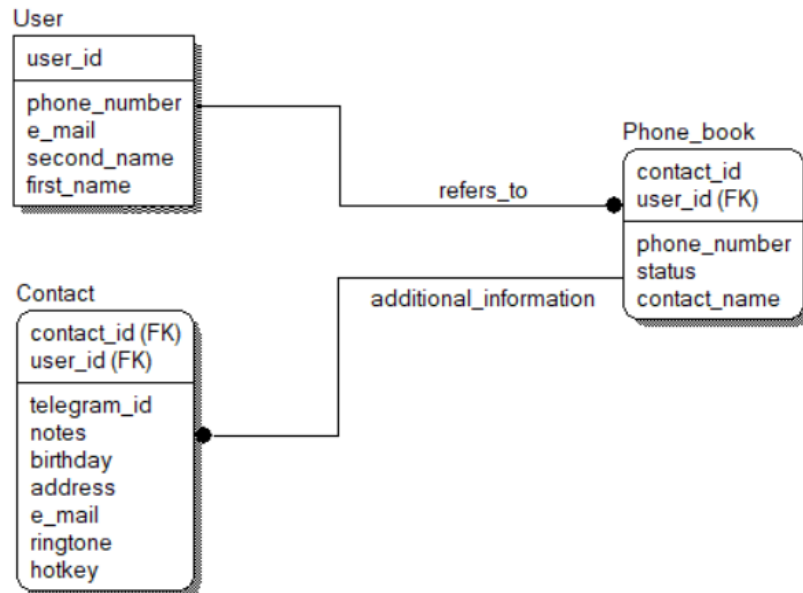 User
user_id
phone_number
e_mail
second_name
first_name
refers_to
Phone_book
contact_id
user_id (FK)
phone_number
status
contact_name
additional_information
Contact
contact_id (FK)
user_id (FK)
telegram_id
notes
birthday
address
e_mail
ringtone
hotkey